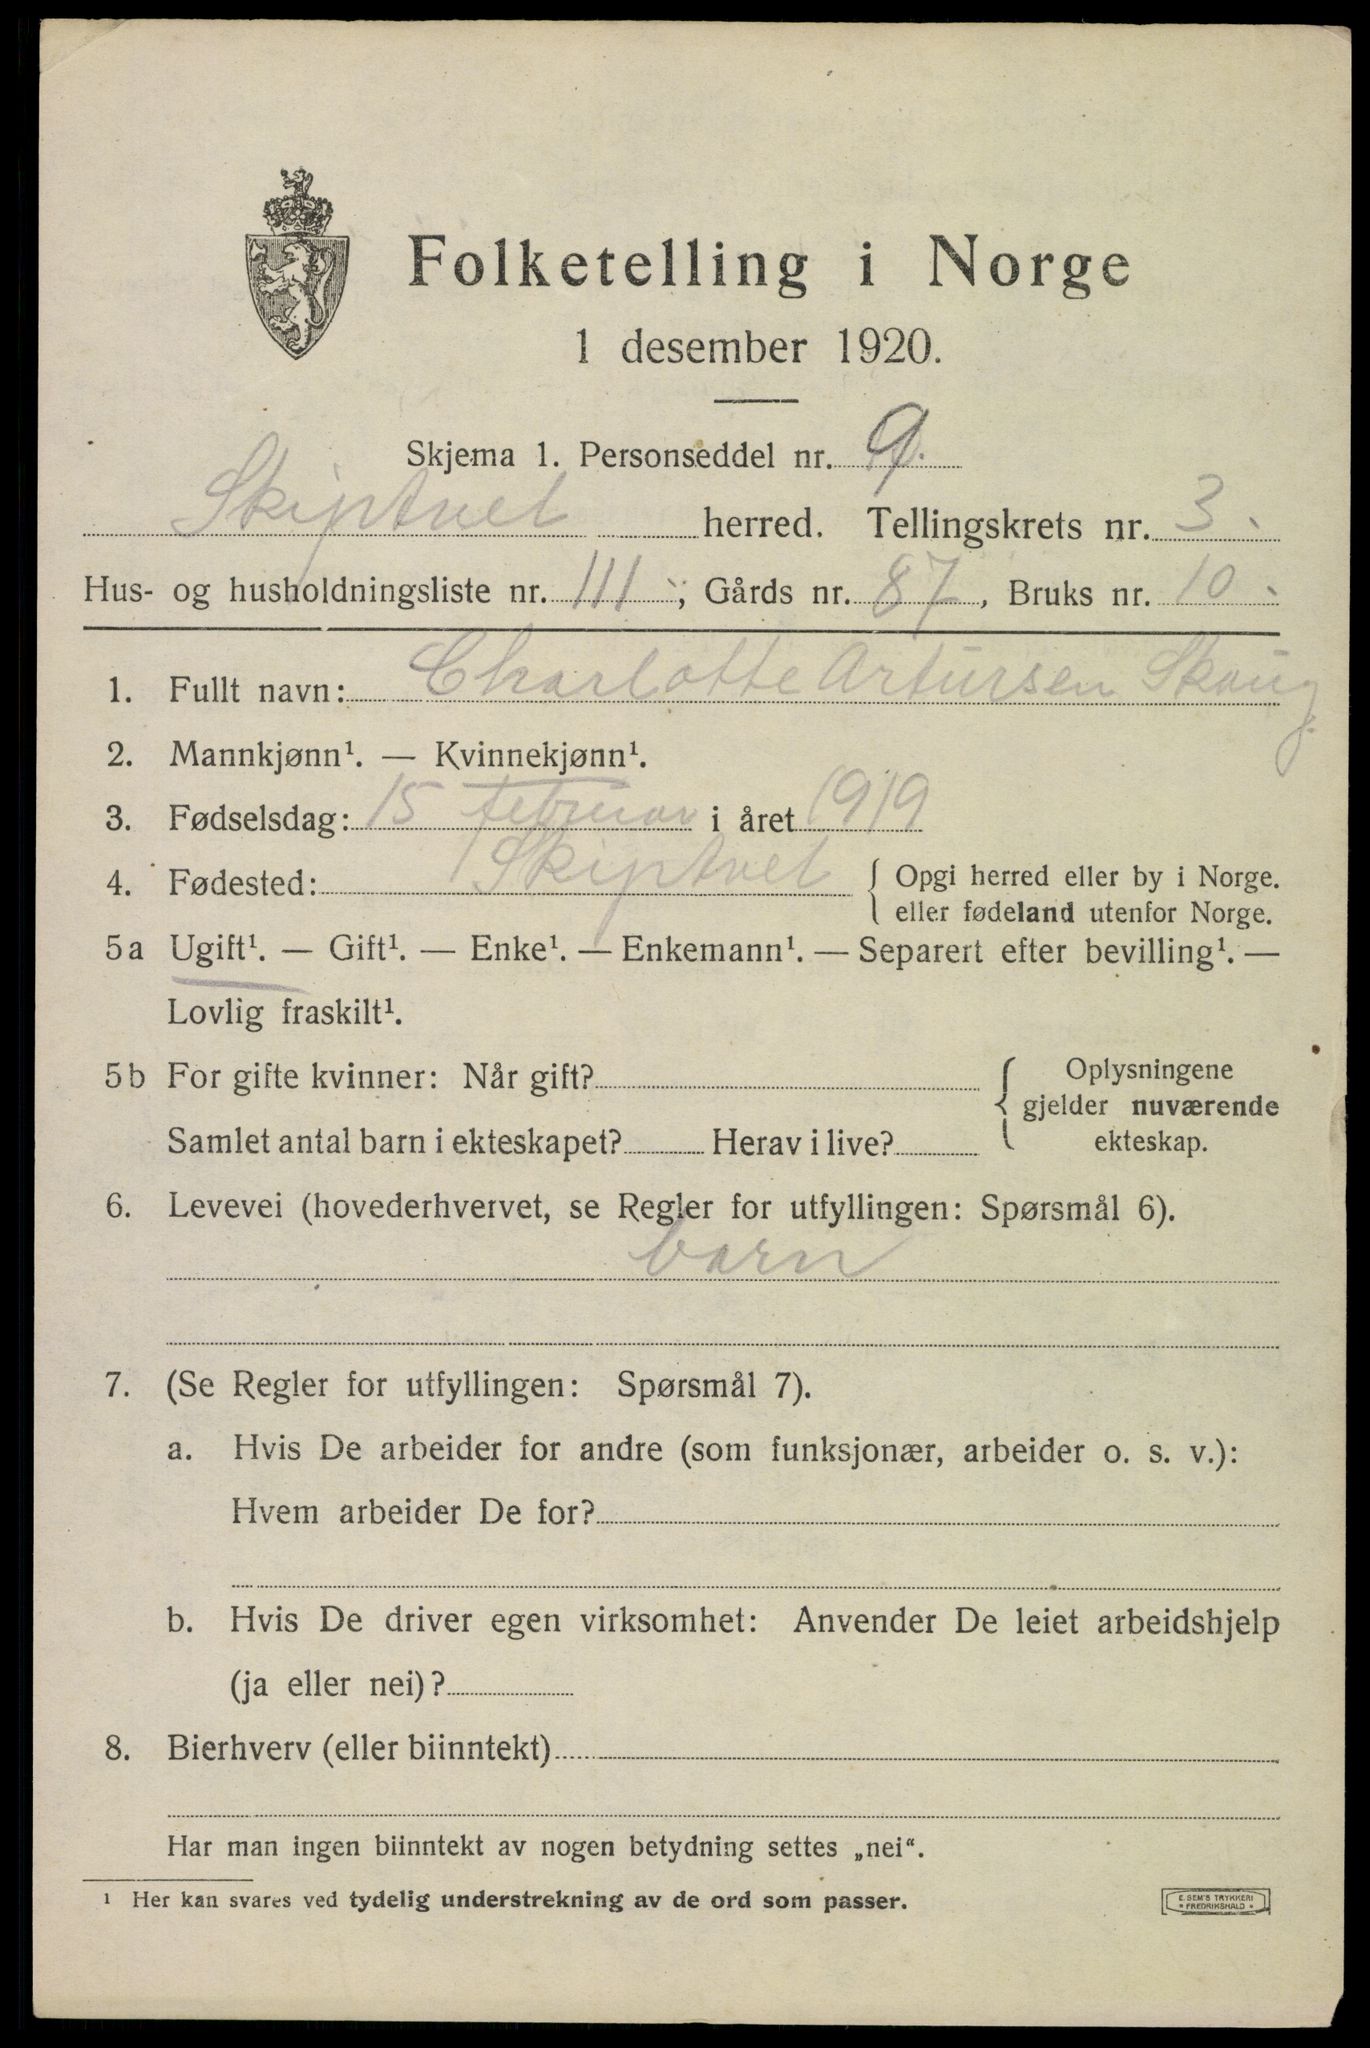 Folketelling i Norge
1 desember 1920.
Skjema 1. Personseddel nr. 9.
Skiptvet herred. Tellingskrets nr. 3.
Hus- og husholdningsliste nr. 111; Gårds nr. 87, Bruks nr. 10.
1. Fullt navn: Charlotte Artursen Skaug
2. Mannkjønn¹. — Kvinnekjønn¹.
3. Fødselsdag: 15 februar i året 1919
4. Fødested: Skiptvet { Opgi herred eller by i Norge.
eller fødeland utenfor Norge.
5a Ugift¹. — Gift¹. — Enke¹. — Enkemann¹. — Separert efter bevilling¹. —
Lovlig fraskilt¹.
5b For gifte kvinner: Når gift? { Oplysningene
gjelder nuværende
ekteskap.
Samlet antal barn i ekteskapet? Herav i live?
6. Levevei (hovederhvervet, se Regler for utfyllingen: Spørsmål 6).
barn
7. (Se Regler for utfyllingen: Spørsmål 7).
a. Hvis De arbeider for andre (som funksjonær, arbeider o. s. v.):
Hvem arbeider De for?
b. Hvis De driver egen virksomhet: Anvender De leiet arbeidshjelp
(ja eller nei)?
8. Bierhverv (eller biinntekt)
Har man ingen biinntekt av nogen betydning settes „nei“.
¹ Her kan svares ved tydelig understrekning av de ord som passer.
E. SEM'S TRYKKERI
* FREDRIKSHALD *